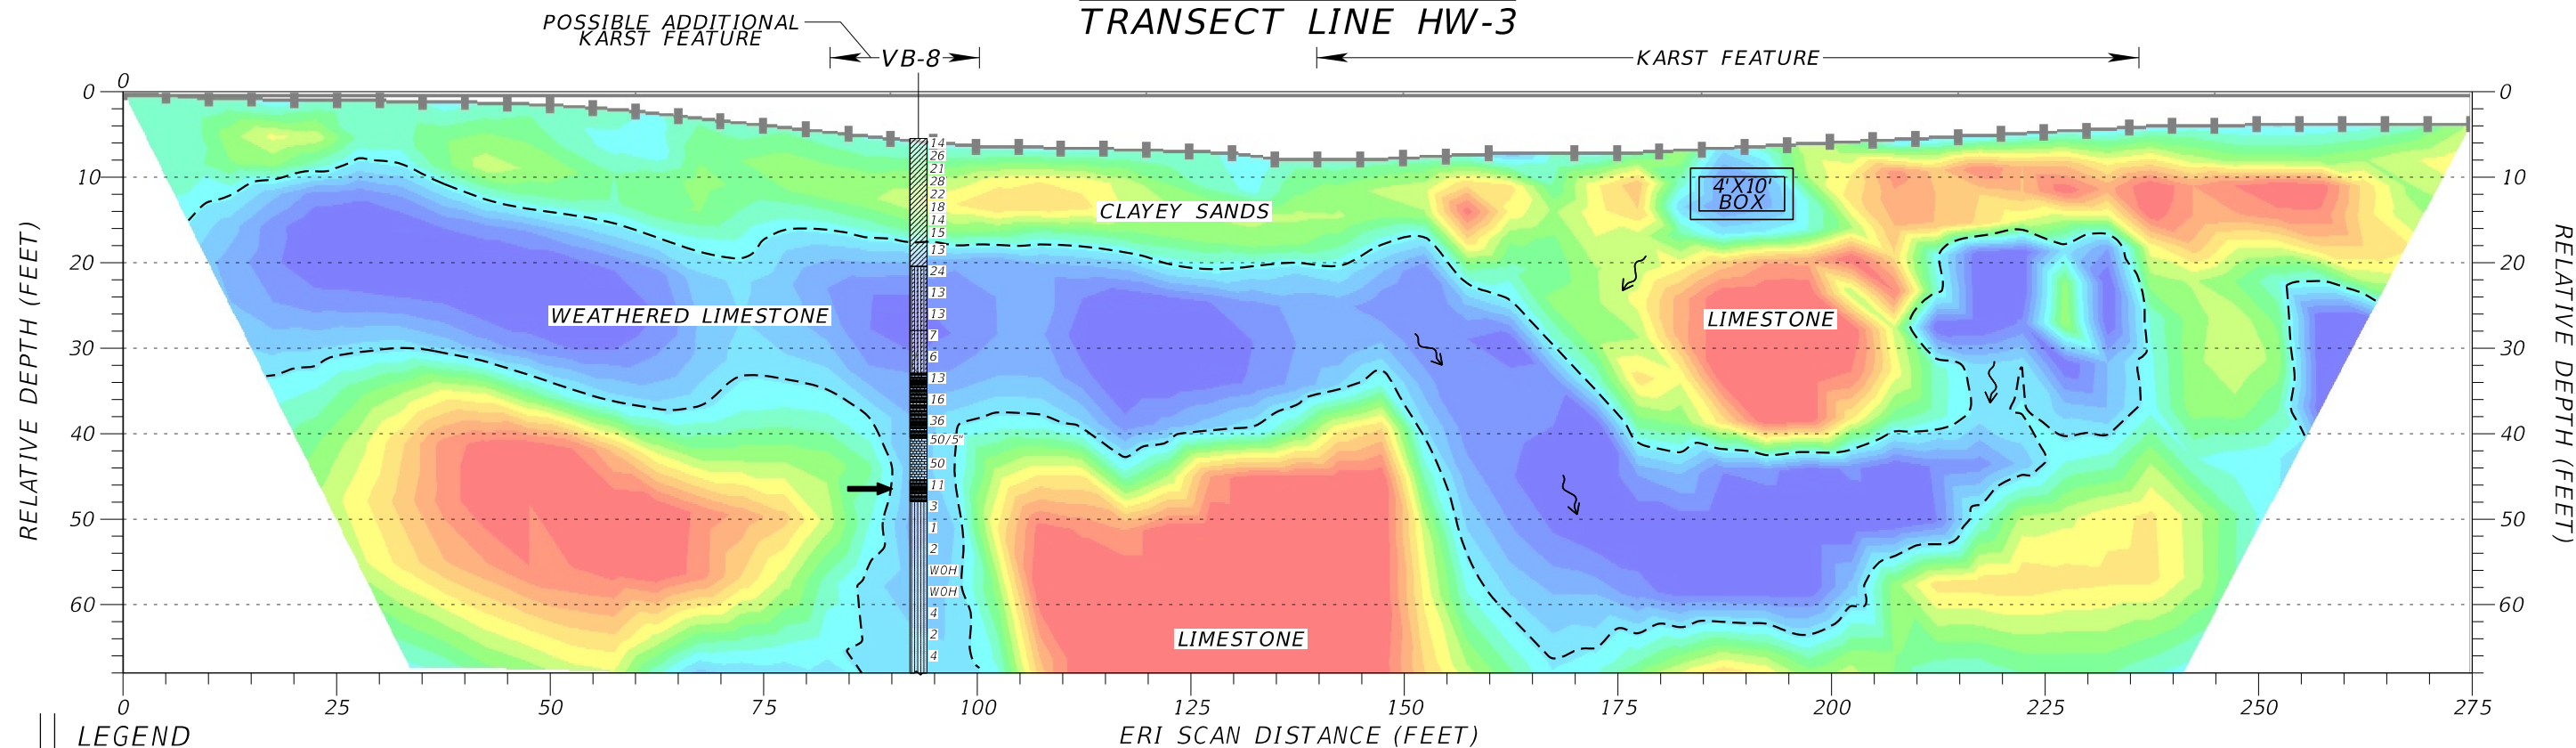 TRANSECT LINE HW-3
POSSIBLE ADDITIONAL
KARST FEATURE
VB-8
KARST FEATURE
0
0
0
10
10
20
20
30
30
40
40
50
50
60
60
RELATIVE DEPTH (FEET)
RELATIVE DEPTH (FEET)
14
26
21
28
22
18
14
15
13
24
13
13
7
6
13
16
36
50/5"
50
11
3
1
2
WOH
WOH
4
2
4
CLAYEY SANDS
4'X10'
BOX
WEATHERED LIMESTONE
LIMESTONE
LIMESTONE
0 25 50 75 100 125 150 175 200 225 250 275
ERI SCAN DISTANCE (FEET)
LEGEND